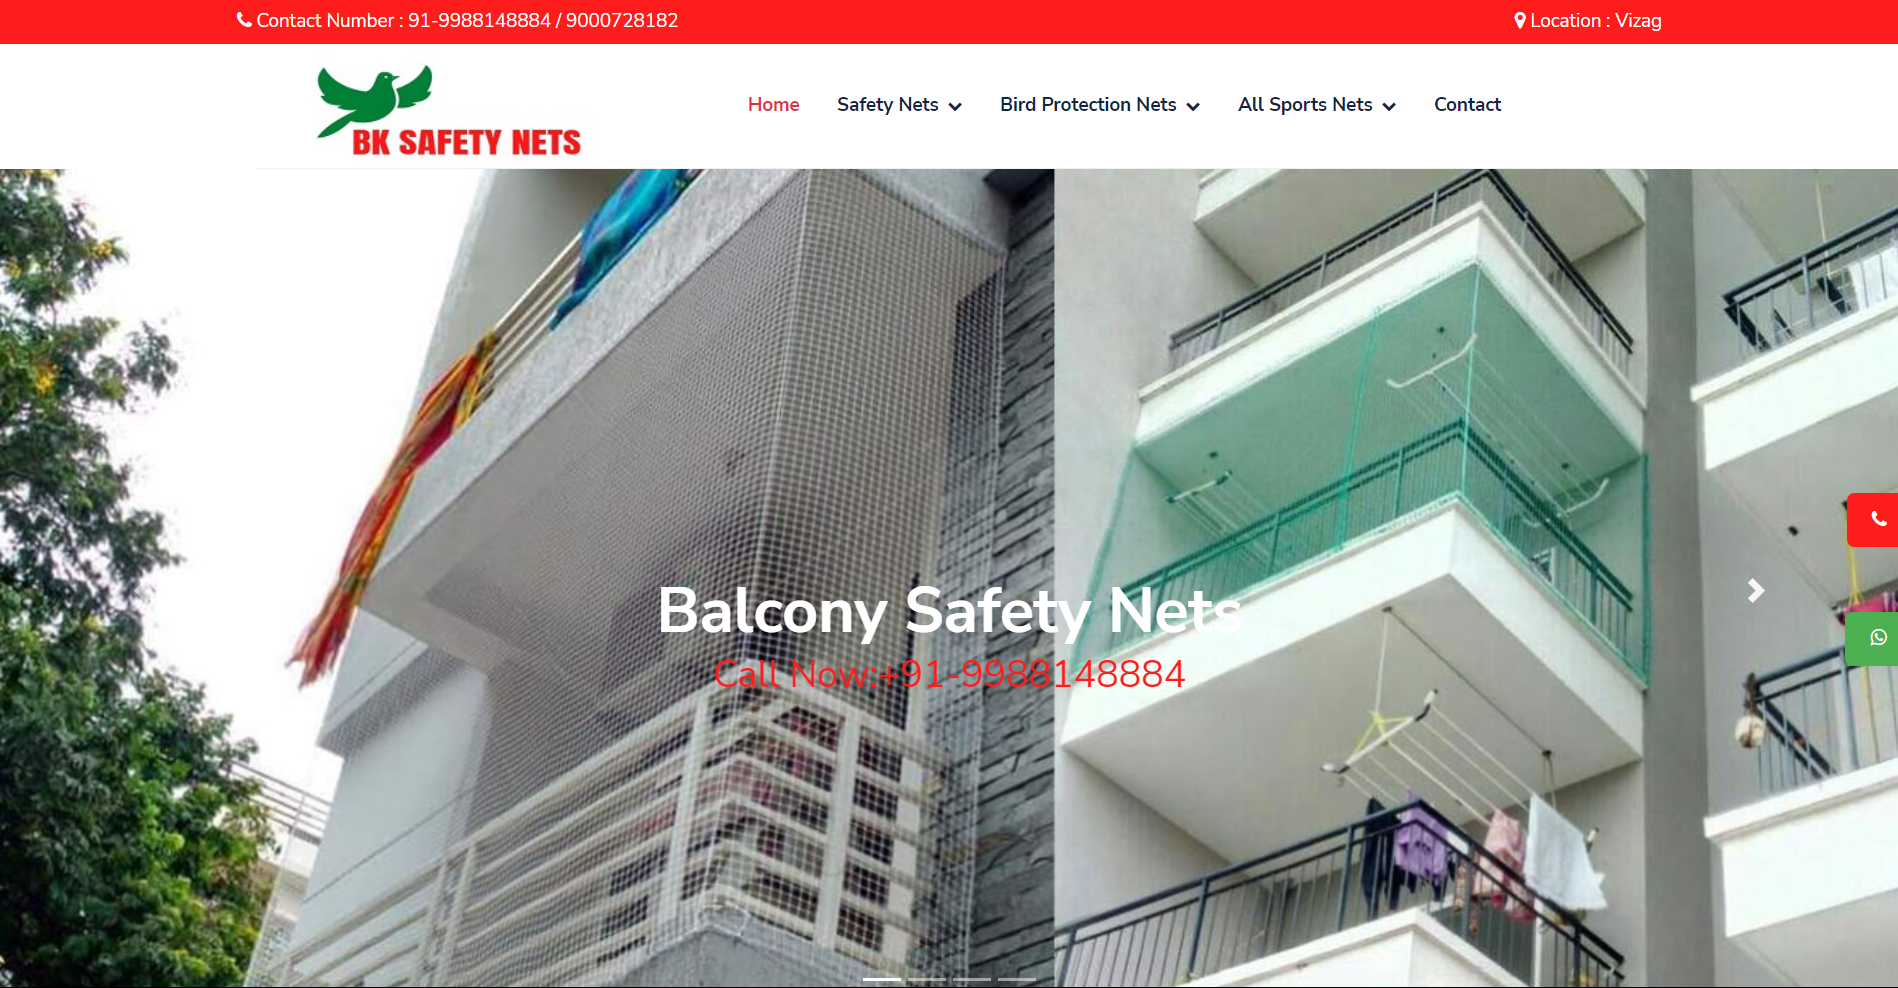 Contact Number : 91-9988148884 / 9000728182
Location : Vizag
BK SAFETY NETS
Home
Safety Nets
Bird Protection Nets
All Sports Nets
Contact
Balcony Safety Nets
Call Now:+91-9988148884